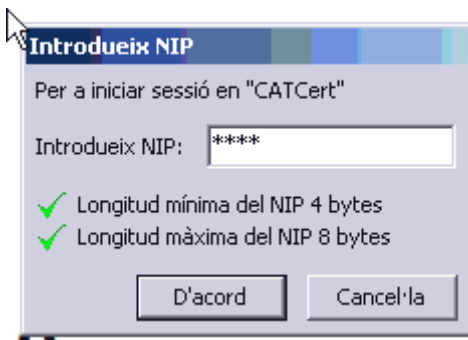 Introdueix NIP
Per a iniciar sessió en "CATCert"
Introdueix NIP: ****
Longitud mínima del NIP 4 bytes
Longitud màxima del NIP 8 bytes
D'acord Cancel·la